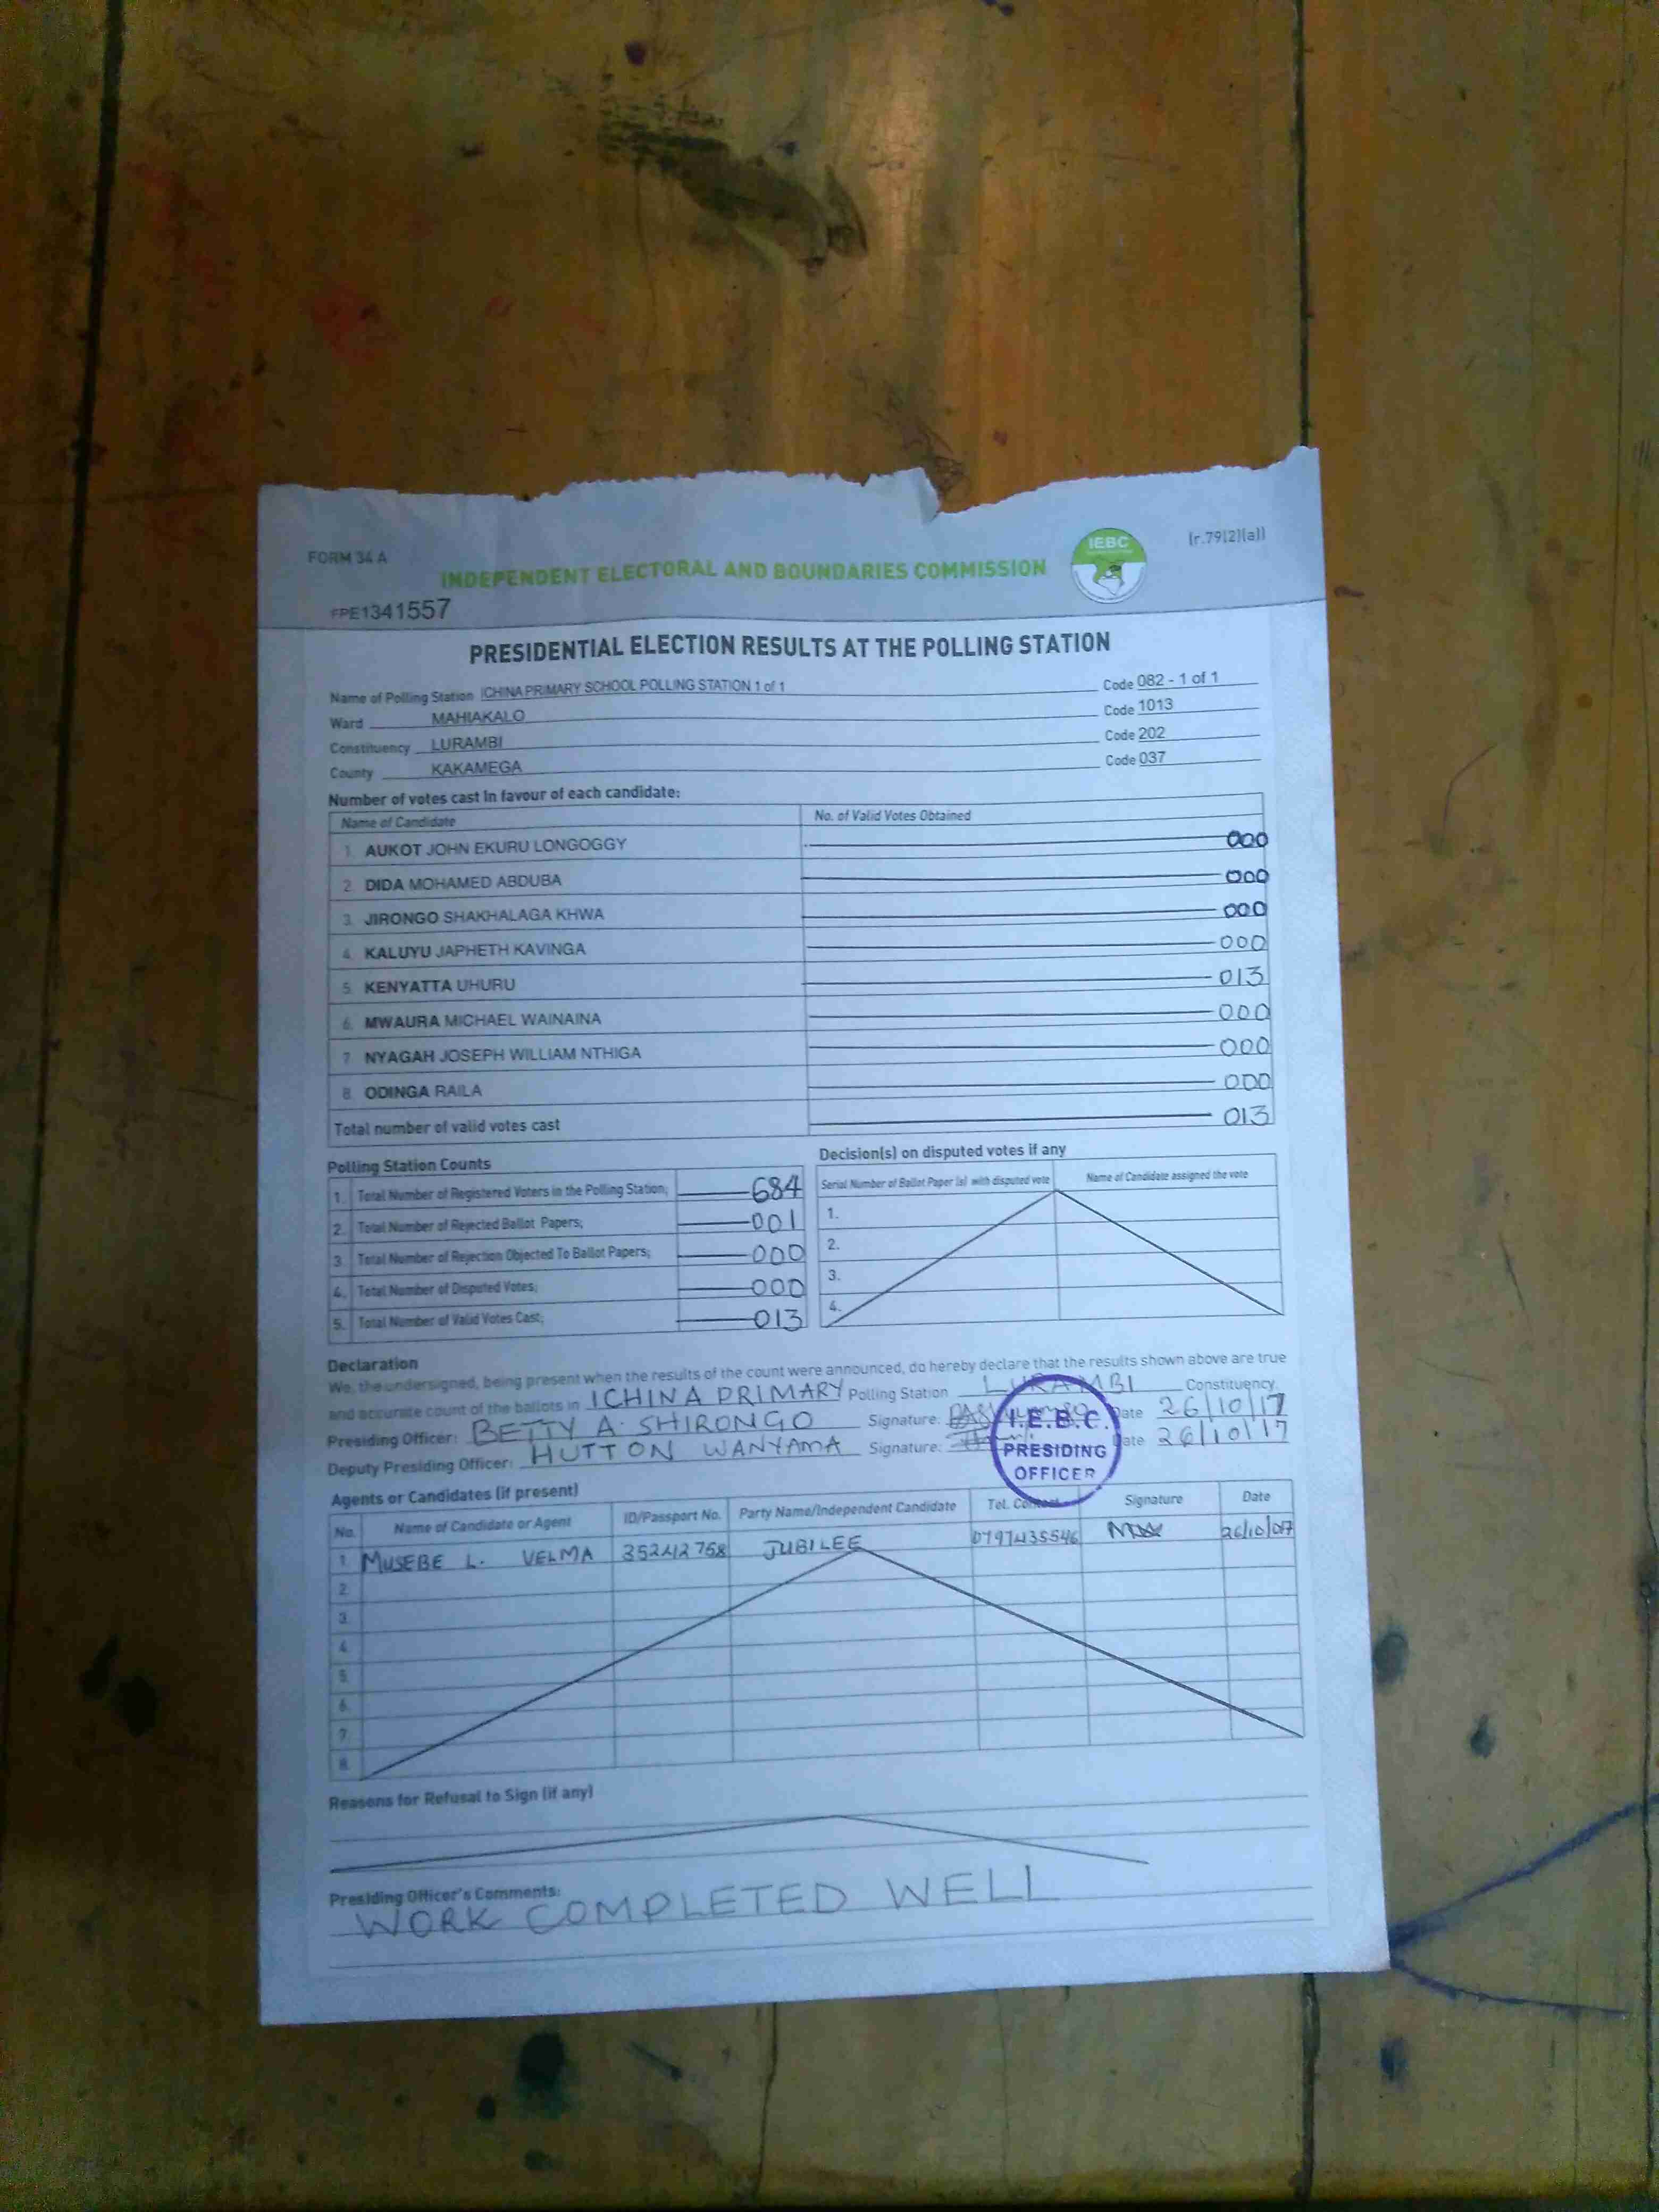 FORM 34 A
IEBC
(r.79(2)(a))
INDEPENDENT ELECTORAL AND BOUNDARIES COMMISSION
FPE1341557
PRESIDENTIAL ELECTION RESULTS AT THE POLLING STATION
Name of Polling Station ICHINA PRIMARY SCHOOL POLLING STATION 1 of 1 Code 082 - 1 of 1
Ward MAHIAKALO Code 1013
Constituency LURAMBI Code 202
County KAKAMEGA Code 037
Number of votes cast in favour of each candidate:
Name of Candidate No. of Valid Votes Obtained
1. AUKOT JOHN EKURU LONGOGGY 000
2. DIDA MOHAMED ABDUBA 000
3. JIRONGO SHAKHALAGA KHWA 000
4. KALUYU JAPHETH KAVINGA 000
5. KENYATTA UHURU 013
6. MWAURA MICHAEL WAINAINA 000
7. NYAGAH JOSEPH WILLIAM NTHIGA 000
8. ODINGA RAILA 000
Total number of valid votes cast 013
Polling Station Counts
1. Total Number of Registered Voters in the Polling Station; 684
2. Total Number of Rejected Ballot Papers; 001
3. Total Number of Rejection Objected To Ballot Papers; 000
4. Total Number of Disputed Votes; 000
5. Total Number of Valid Votes Cast; 013
Decision(s) on disputed votes if any
Serial Number of Ballot Paper (s) with disputed vote Name of Candidate assigned the vote
1.
2.
3.
4.
Declaration
We, the undersigned, being present when the results of the count were announced, do hereby declare that the results shown above are true
and accurate count of the ballots in ICHINA PRIMARY Polling Station LURAMBI Constituency.
Presiding Officer: BETTY A. SHIRONGO Signature: Date 26/10/17
Deputy Presiding Officer: HUTTON WANYAMA Signature: Date 26/10/17
I.E.B.C.
PRESIDING
OFFICER
Agents or Candidates (if present)
No. Name of Candidate or Agent ID/Passport No. Party Name/Independent Candidate Tel. Contact Signature Date
1 MUSEBE L. VELMA 35242768 JUBILEE 0797435546 26/10/017
2
3
4
5
6
7
8
Reasons for Refusal to Sign (if any)
Presiding Officer's Comments:
WORK COMPLETED WELL